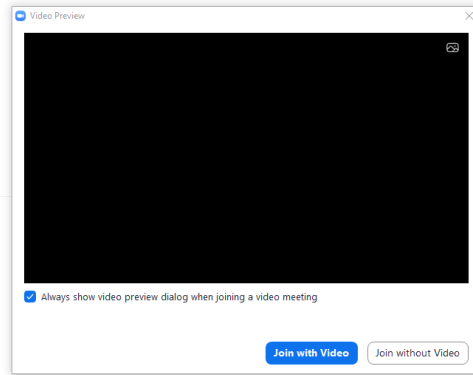 Video Preview
Always show video preview dialog when joining a video meeting
Join with Video
Join without Video